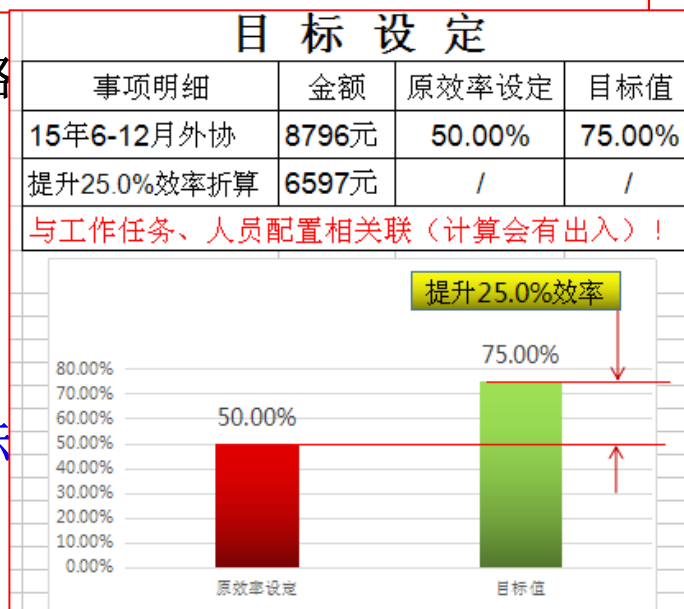 目 标 设 定
事项明细 金额 原效率设定 目标值
15年6-12月外协 8796元 50.00% 75.00%
提升25.0%效率折算 6597元 / /
与工作任务、人员配置相关联（计算会有出入）!
提升25.0%效率
75.00%
80.00%
70.00%
60.00%
50.00%
50.00%
40.00%
30.00%
20.00%
10.00%
0.00%
原效率设定 目标值